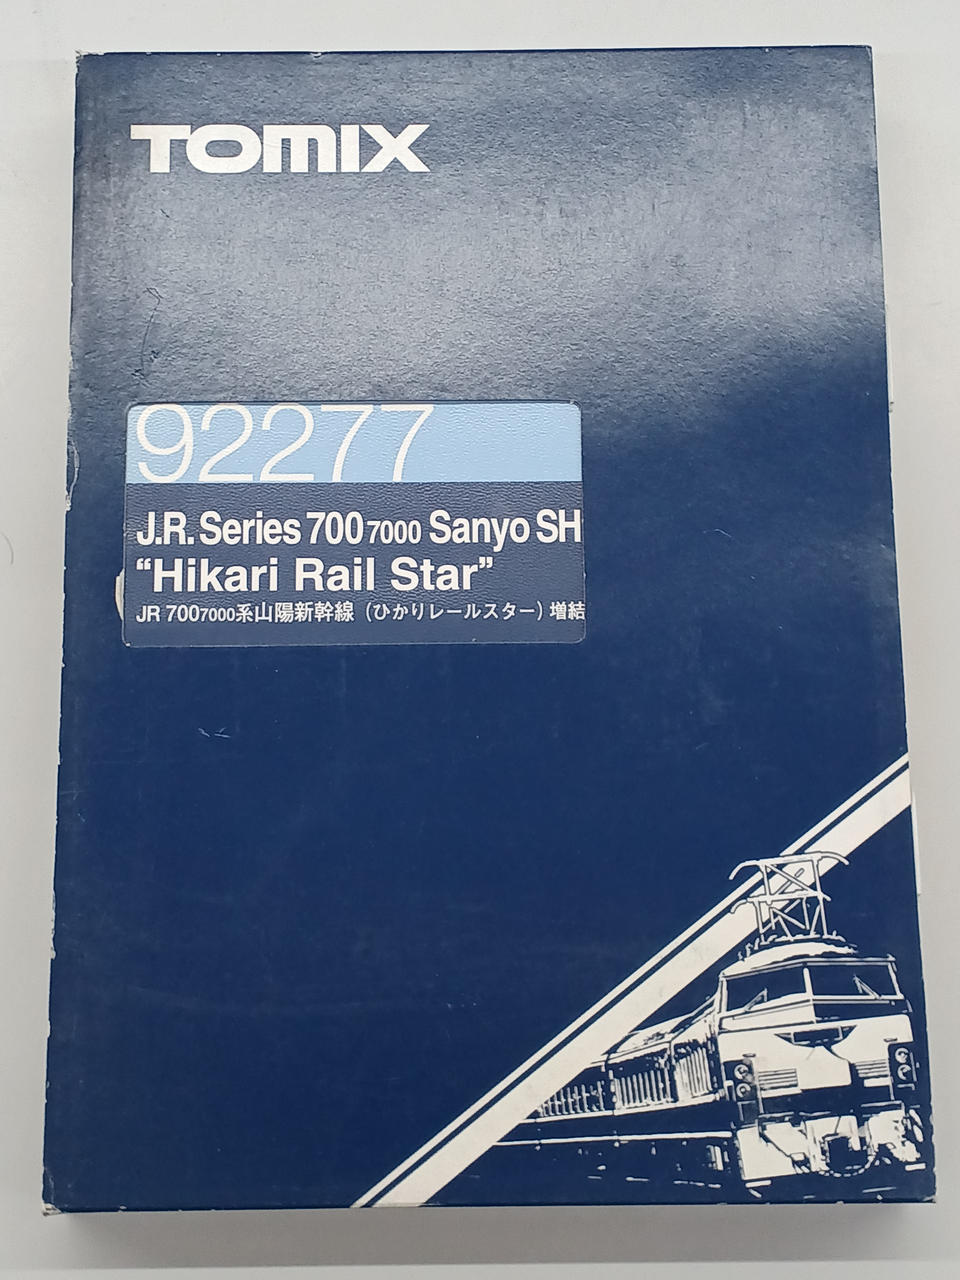 TOMIX
92277
J.R. Series 700 7000 Sanyo SH
“Hikari Rail Star”
JR 700 7000系山陽新幹線（ひかりレールスター）増結